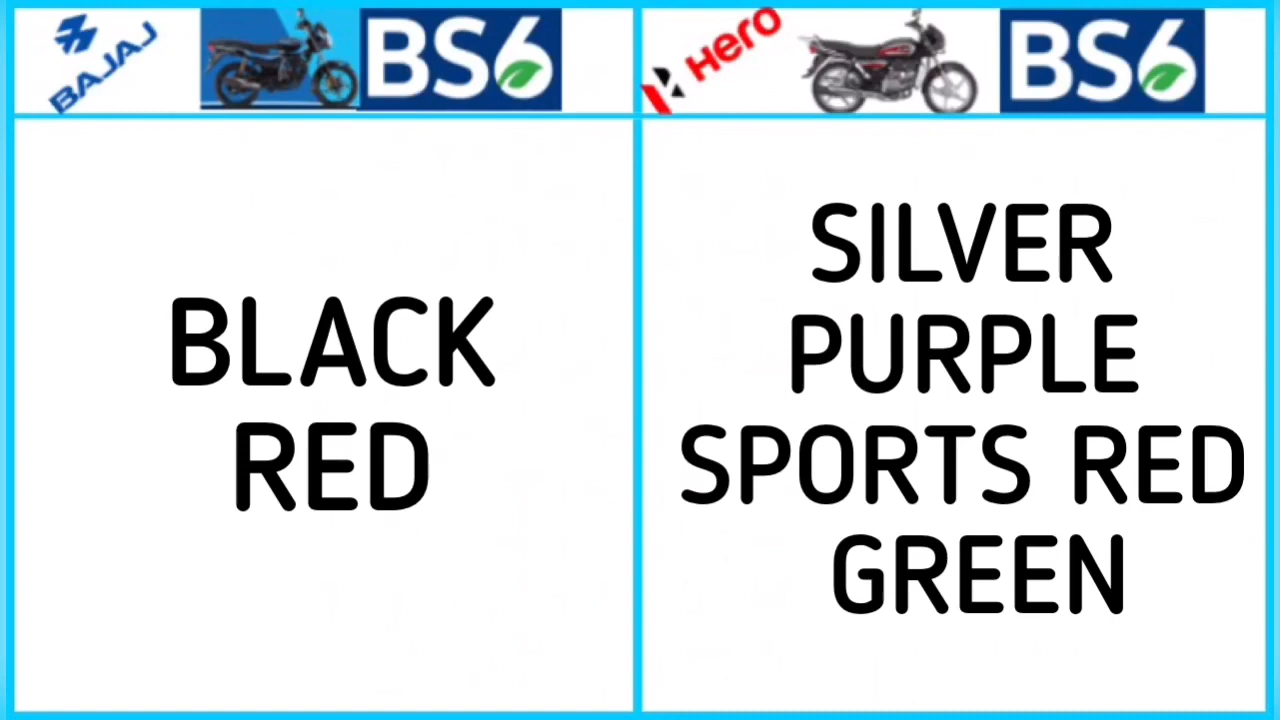 BAJAJ
BS6
Hero
BS6
BLACK
RED
SILVER
PURPLE
SPORTS RED
GREEN